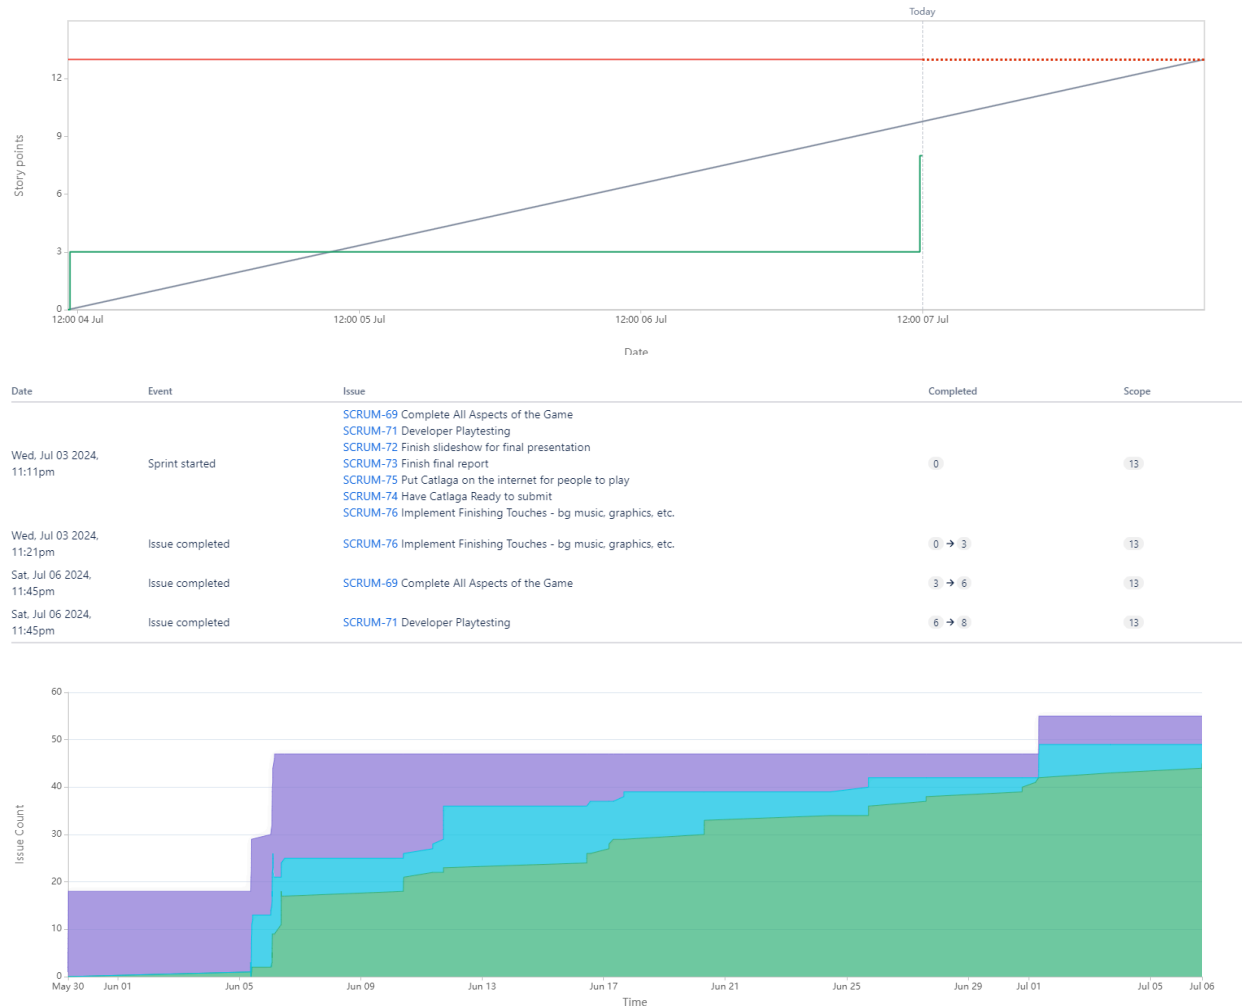 Today
Story points
12
9
6
3
0
12:00 04 Jul 12:00 05 Jul 12:00 06 Jul 12:00 07 Jul
Date
Date Event Issue Completed Scope
Wed, Jul 03 2024,
11:11pm
Sprint started
SCRUM-69 Complete All Aspects of the Game
SCRUM-71 Developer Playtesting
SCRUM-72 Finish slideshow for final presentation
SCRUM-73 Finish final report
SCRUM-75 Put Catlaga on the internet for people to play
SCRUM-74 Have Catlaga Ready to submit
SCRUM-76 Implement Finishing Touches - bg music, graphics, etc.
0
13
Wed, Jul 03 2024,
11:21pm
Issue completed
SCRUM-76 Implement Finishing Touches - bg music, graphics, etc.
0 → 3
13
Sat, Jul 06 2024,
11:45pm
Issue completed
SCRUM-69 Complete All Aspects of the Game
3 → 6
13
Sat, Jul 06 2024,
11:45pm
Issue completed
SCRUM-71 Developer Playtesting
6 → 8
13
Issue Count
60
50
40
30
20
10
0
May 30 Jun 01 Jun 05 Jun 09 Jun 13 Jun 17 Jun 21 Jun 25 Jun 29 Jul 01 Jul 05 Jul 06
Time